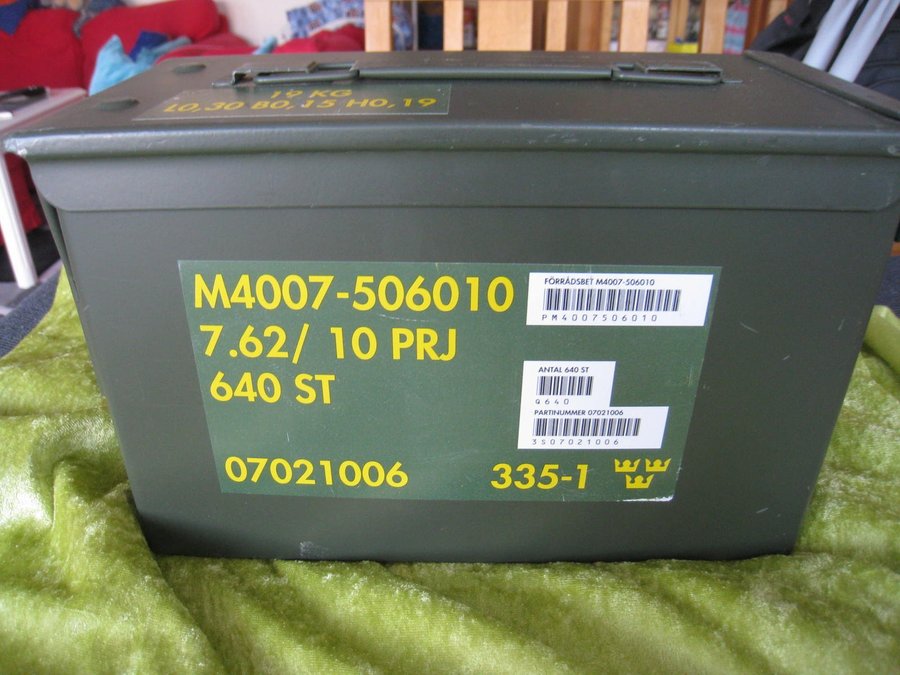 19 KG
L0,30 B0,15 H0,19
M4007-506010
7.62/ 10 PRJ
640 ST
07021006
335-1
FÖRRÅDSBET M4007-506010
PM4007506010
ANTAL 640 ST
Q640
PARTINUMMER 07021006
3S07021006